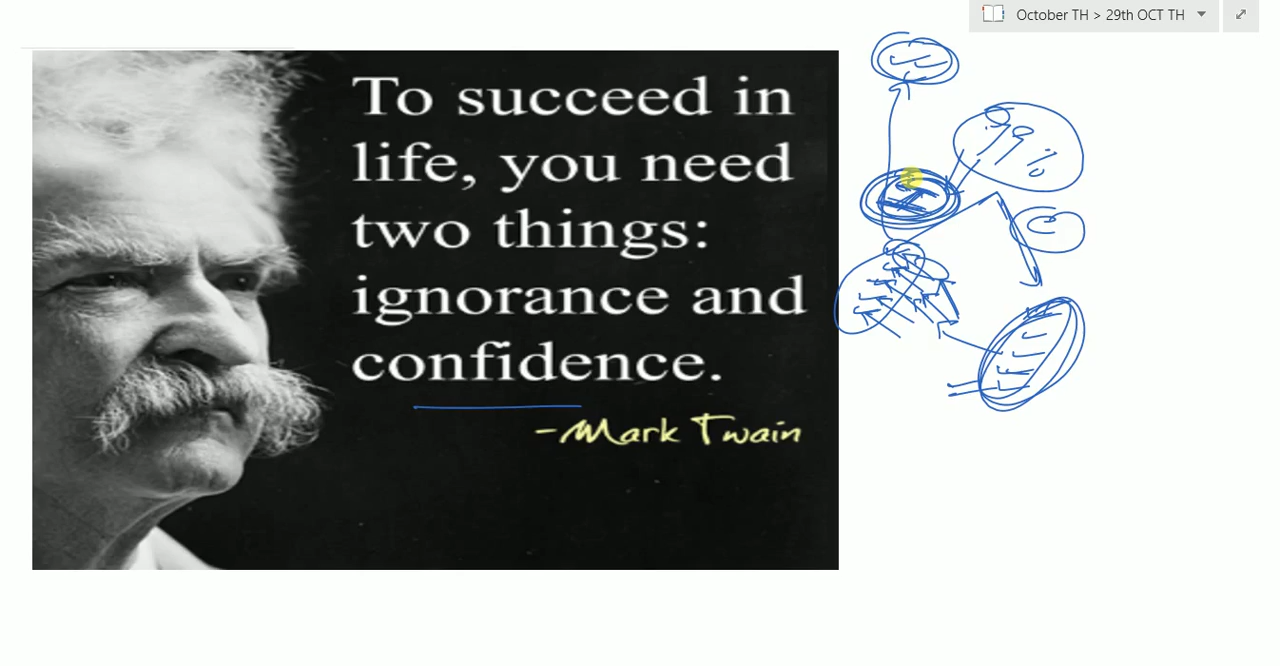 October TH > 29th OCT TH
To succeed in
life, you need
two things:
ignorance and
confidence.
-Mark Twain